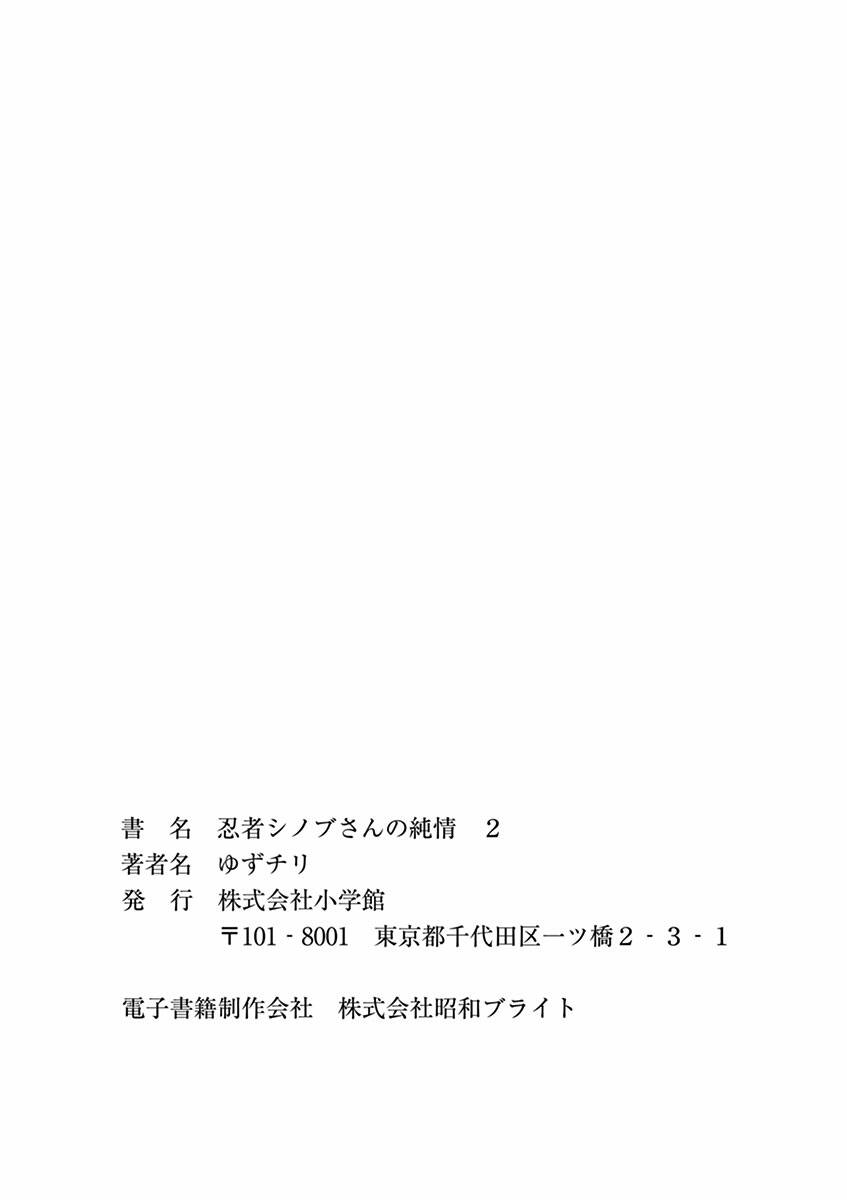 書　名　忍者シノブさんの純情　２
著者名　ゆずチリ
発　行　株式会社小学館
〒101‐8001　東京都千代田区一ツ橋２‐３‐１
電子書籍制作会社　株式会社昭和ブライト